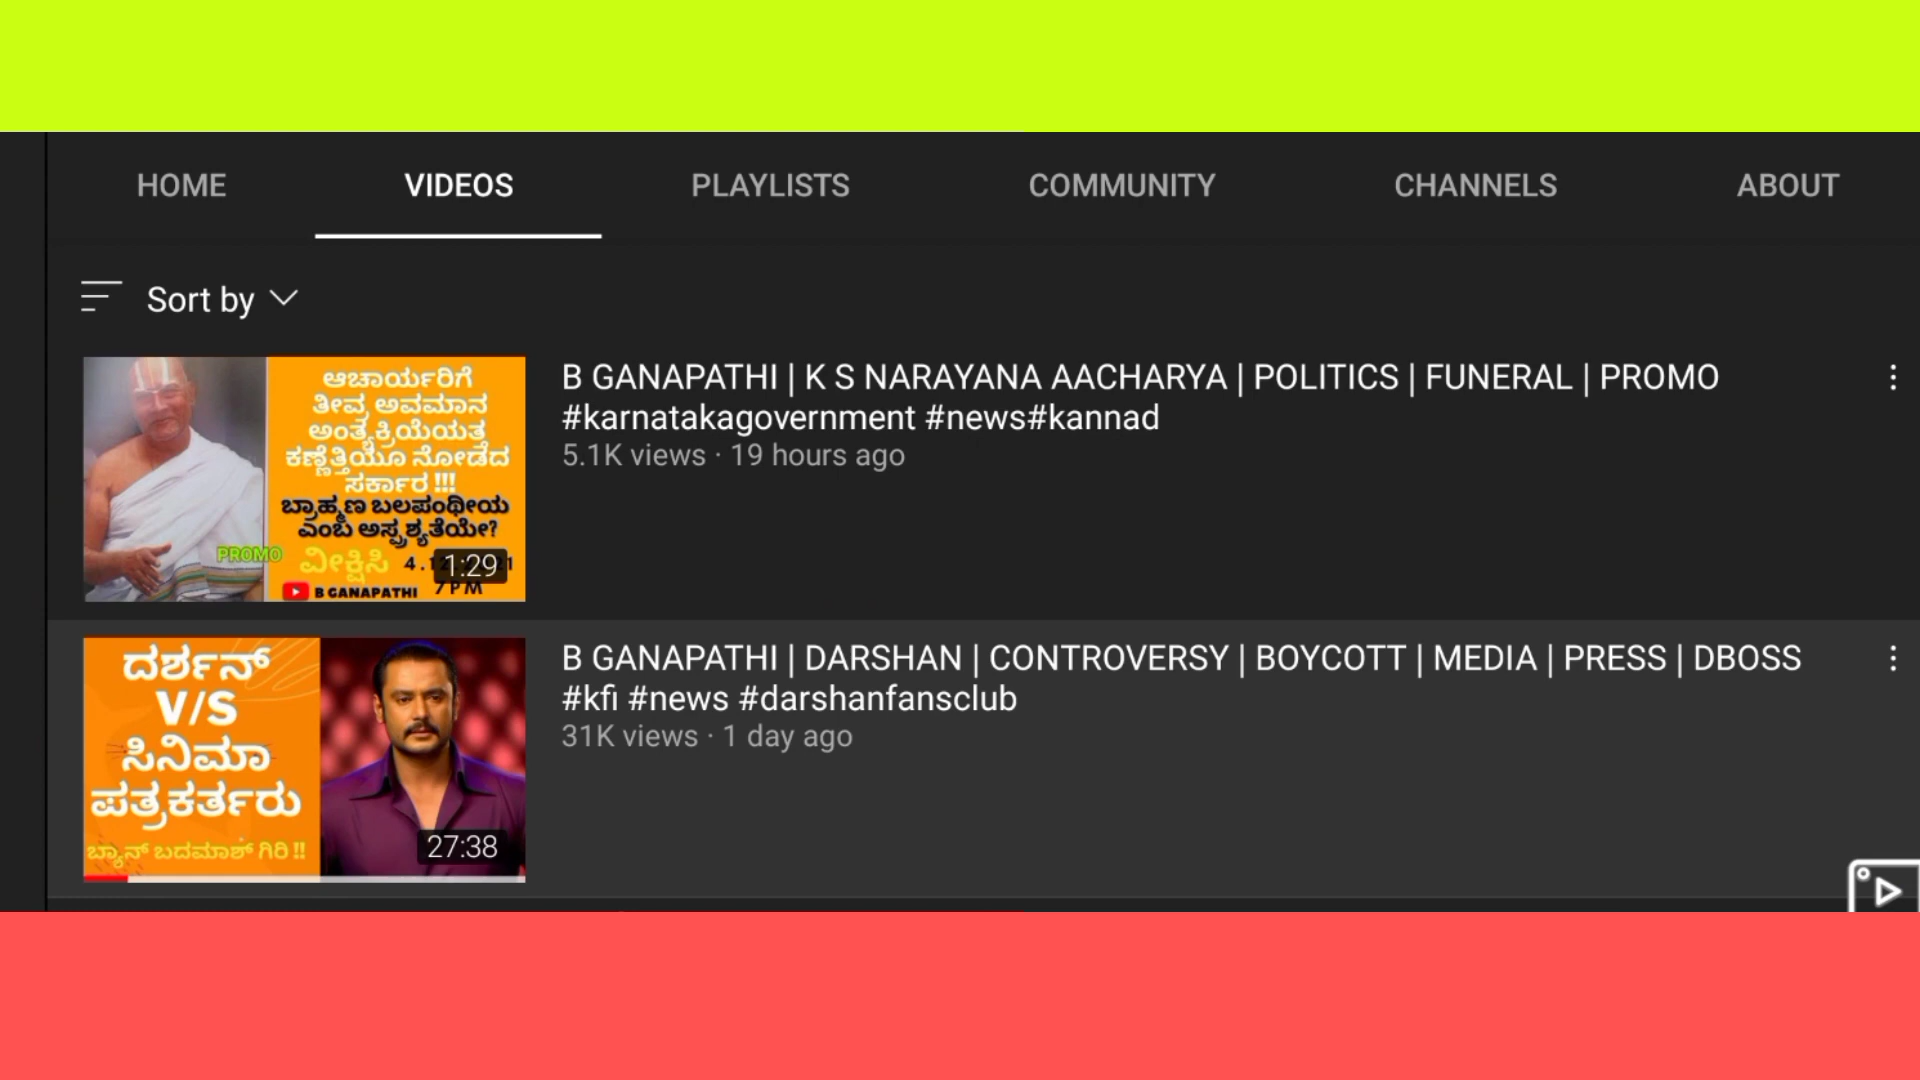 HOME VIDEOS PLAYLISTS COMMUNITY CHANNELS ABOUT
Sort by
ಆಚಾರ್ಯರಿಗೆ
ತೀವ್ರ ಅವಮಾನ
ಅಂತ್ಯಕ್ರಿಯೆಯತ್ತ
ಕಣ್ಣೆತ್ತಿಯೂ ನೋಡದ
ಸರ್ಕಾರ !!!
ಬ್ರಾಹ್ಮಣ ಬಲಪಂಥೀಯ
ಎಂಬ ಅಸ್ಪೃಶ್ಯತೆಯೇ?
PROMO
ವೀಕ್ಷಿಸಿ
1:29
B GANAPATHI 7PM
B GANAPATHI | K S NARAYANA AACHARYA | POLITICS | FUNERAL | PROMO
#karnatakagovernment #news#kannad
5.1K views · 19 hours ago
ದರ್ಶನ್
V/S
ಸಿನಿಮಾ
ಪತ್ರಕರ್ತರು
ಬ್ಯಾನ್ ಬದಮಾಶ್ ಗಿರಿ !!
27:38
B GANAPATHI | DARSHAN | CONTROVERSY | BOYCOTT | MEDIA | PRESS | DBOSS
#kfi #news #darshanfansclub
31K views · 1 day ago